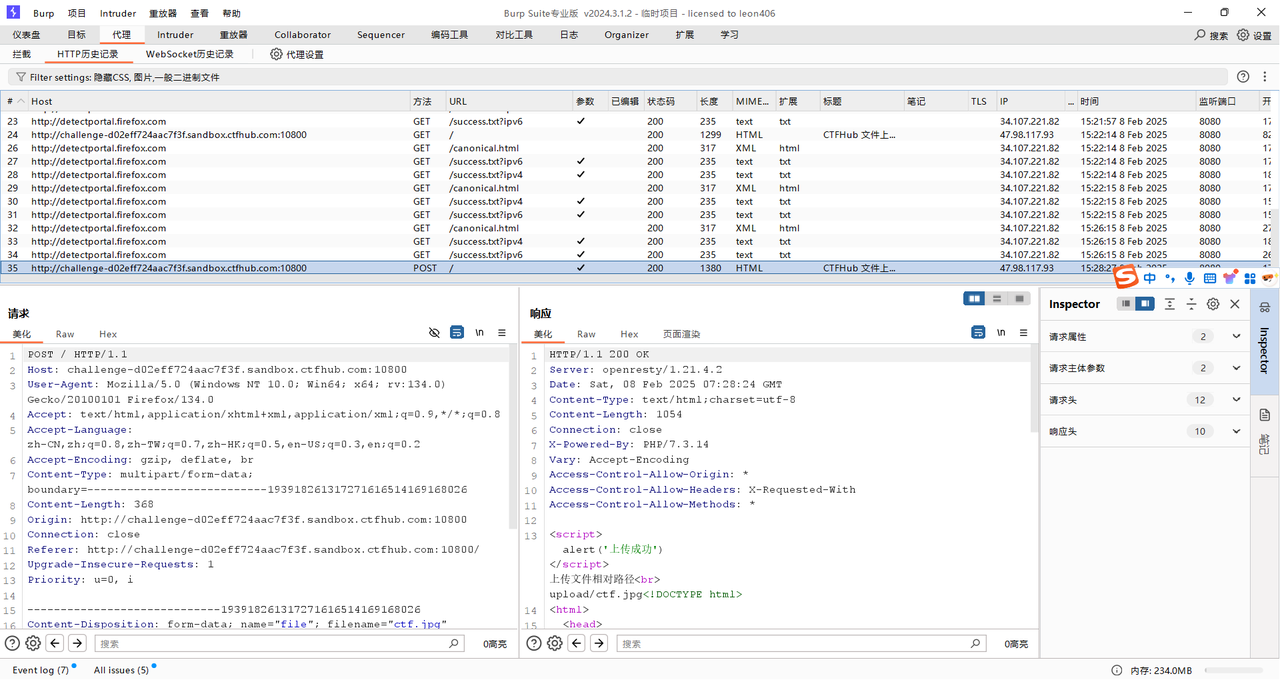 Burp 项目 Intruder 重放器 查看 帮助 Burp Suite专业版 v2024.3.1.2 - 临时项目 - licensed to leon406
仪表盘 目标 代理 Intruder 重放器 Collaborator Sequencer 编码工具 对比工具 日志 Organizer 扩展 学习 搜索 设置
拦截 HTTP历史记录 WebSocket历史记录 代理设置
Filter settings: 隐藏CSS, 图片,一般二进制文件
# Host 方法 URL 参数 已编辑 状态码 长度 MIME... 扩展 标题 笔记 TLS IP ... 时间 监听端口 开
23 http://detectportal.firefox.com GET /success.txt?ipv6 ✓ 200 235 text txt 34.107.221.82 15:21:57 8 Feb 2025 8080 17
24 http://challenge-d02eff724aac7f3f.sandbox.ctfhub.com:10800 GET / 200 1299 HTML CTFHub 文件上... 47.98.117.93 15:22:14 8 Feb 2025 8080 82
26 http://detectportal.firefox.com GET /canonical.html 200 317 XML html 34.107.221.82 15:22:14 8 Feb 2025 8080 17
27 http://detectportal.firefox.com GET /success.txt?ipv6 ✓ 200 235 text txt 34.107.221.82 15:22:14 8 Feb 2025 8080 17
28 http://detectportal.firefox.com GET /success.txt?ipv4 ✓ 200 235 text txt 34.107.221.82 15:22:14 8 Feb 2025 8080 18
29 http://detectportal.firefox.com GET /canonical.html 200 317 XML html 34.107.221.82 15:22:15 8 Feb 2025 8080 17
30 http://detectportal.firefox.com GET /success.txt?ipv4 ✓ 200 235 text txt 34.107.221.82 15:22:15 8 Feb 2025 8080 15
31 http://detectportal.firefox.com GET /success.txt?ipv6 ✓ 200 235 text txt 34.107.221.82 15:22:15 8 Feb 2025 8080 15
32 http://detectportal.firefox.com GET /canonical.html 200 317 XML html 34.107.221.82 15:26:15 8 Feb 2025 8080 27
33 http://detectportal.firefox.com GET /success.txt?ipv4 ✓ 200 235 text txt 34.107.221.82 15:26:15 8 Feb 2025 8080 18
34 http://detectportal.firefox.com GET /success.txt?ipv6 ✓ 200 235 text txt 34.107.221.82 15:26:15 8 Feb 2025 8080 26
35 http://challenge-d02eff724aac7f3f.sandbox.ctfhub.com:10800 POST / ✓ 200 1380 HTML CTFHub 文件上... 47.98.117.93 15:28:27
中
请求
美化 Raw Hex \n
1 POST / HTTP/1.1
2 Host: challenge-d02eff724aac7f3f.sandbox.ctfhub.com:10800
3 User-Agent: Mozilla/5.0 (Windows NT 10.0; Win64; x64; rv:134.0)
Gecko/20100101 Firefox/134.0
4 Accept: text/html,application/xhtml+xml,application/xml;q=0.9,*/*;q=0.8
5 Accept-Language:
zh-CN,zh;q=0.8,zh-TW;q=0.7,zh-HK;q=0.5,en-US;q=0.3,en;q=0.2
6 Accept-Encoding: gzip, deflate, br
7 Content-Type: multipart/form-data;
boundary=---------------------------193918261317271616514169168026
8 Content-Length: 368
9 Origin: http://challenge-d02eff724aac7f3f.sandbox.ctfhub.com:10800
10 Connection: close
11 Referer: http://challenge-d02eff724aac7f3f.sandbox.ctfhub.com:10800/
12 Upgrade-Insecure-Requests: 1
13 Priority: u=0, i
14
15 -----------------------------193918261317271616514169168026
16 Content-Disposition: form-data; name="file"; filename="ctf.jpg"
搜索 0高亮
响应
美化 Raw Hex 页面渲染 \n
1 HTTP/1.1 200 OK
2 Server: openresty/1.21.4.2
3 Date: Sat, 08 Feb 2025 07:28:24 GMT
4 Content-Type: text/html;charset=utf-8
5 Content-Length: 1054
6 Connection: close
7 X-Powered-By: PHP/7.3.14
8 Vary: Accept-Encoding
9 Access-Control-Allow-Origin: *
10 Access-Control-Allow-Headers: X-Requested-With
11 Access-Control-Allow-Methods: *
12
13 <script>
alert('上传成功')
</script>
上传文件相对路径<br>
upload/ctf.jpg<!DOCTYPE html>
14 <html>
15 <head>
搜索 0高亮
Inspector
请求属性 2
请求主体参数 2
请求头 12
响应头 10
Inspector
笔记
Event log (7) All issues (5) 内存: 234.0MB